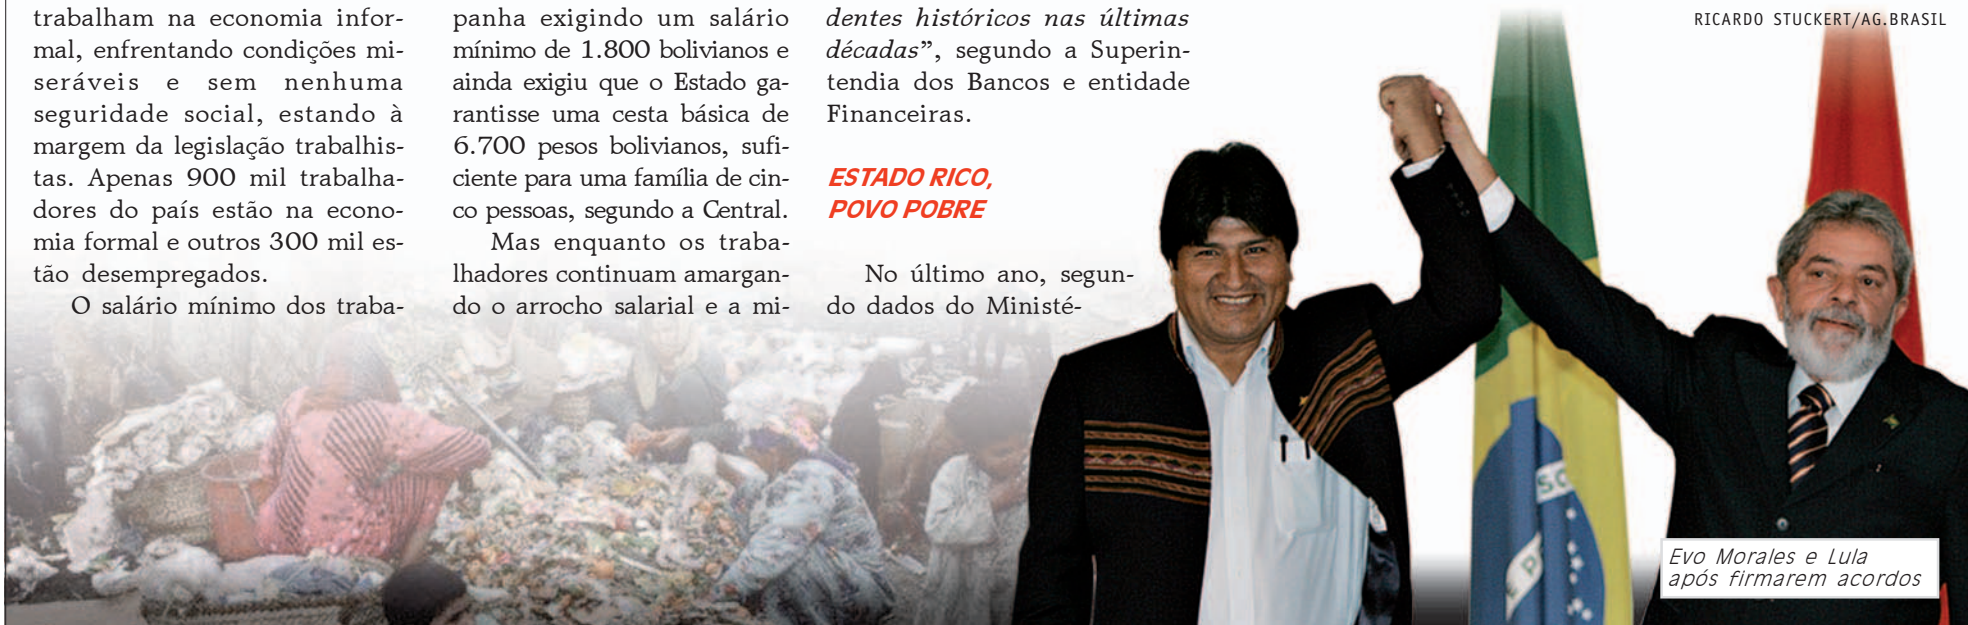 trabalham na economia infor-
mal, enfrentando condições mi-
seráveis e sem nenhuma
seguridade social, estando à
margem da legislação trabalhis-
tas. Apenas 900 mil trabalha-
dores do país estão na econo-
mia formal e outros 300 mil es-
tão desempregados.
O salário mínimo dos traba-
panha exigindo um salário
mínimo de 1.800 bolivianos e
ainda exigiu que o Estado ga-
rantisse uma cesta básica de
6.700 pesos bolivianos, sufi-
ciente para uma família de cin-
co pessoas, segundo a Central.
Mas enquanto os traba-
lhadores continuam amargan-
do o arrocho salarial e a mi-
dentes históricos nas últimas
décadas”, segundo a Superin-
tendia dos Bancos e entidade
Financeiras.
ESTADO RICO,
POVO POBRE
No último ano, segun-
do dados do Ministé-
RICARDO STUCKERT/AG.BRASIL
Evo Morales e Lula
após firmarem acordos